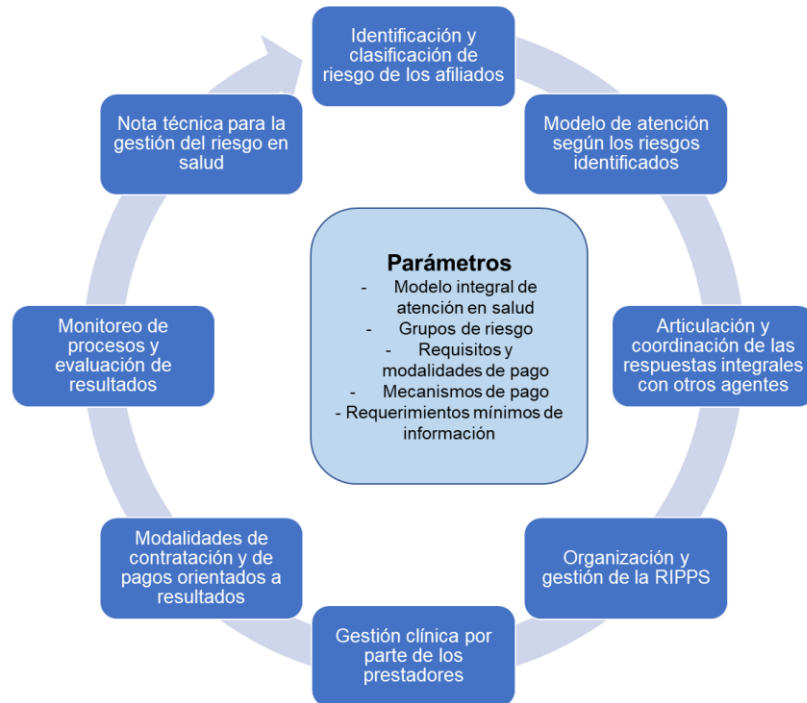 Identificación y
clasificación de
riesgo de los afiliados
Modelo de atención
según los riesgos
identificados
Articulación y
coordinación de las
respuestas integrales
con otros agentes
Organización y
gestión de la RIPPS
Gestión clínica por
parte de los
prestadores
Modalidades de
contratación y de
pagos orientados a
resultados
Monitoreo de
procesos y
evaluación de
resultados
Nota técnica para la
gestión del riesgo en
salud
Parámetros
- Modelo integral de
atención en salud
- Grupos de riesgo
- Requisitos y
modalidades de pago
- Mecanismos de pago
- Requerimientos mínimos de
información